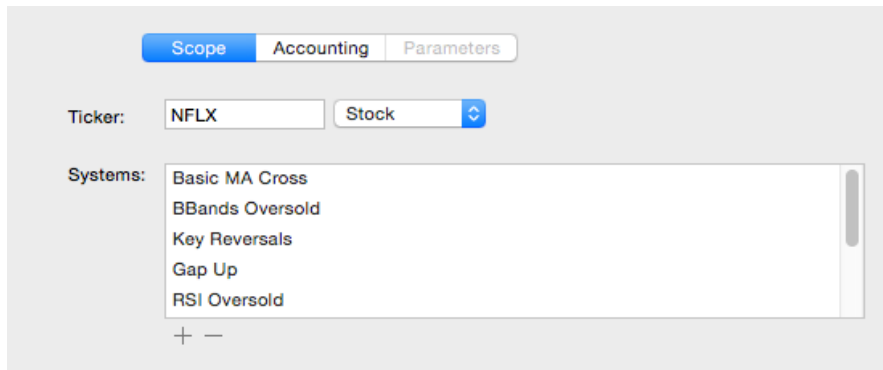 Scope Accounting Parameters
Ticker: NFLX Stock
Systems: Basic MA Cross
BBands Oversold
Key Reversals
Gap Up
RSI Oversold
+ −